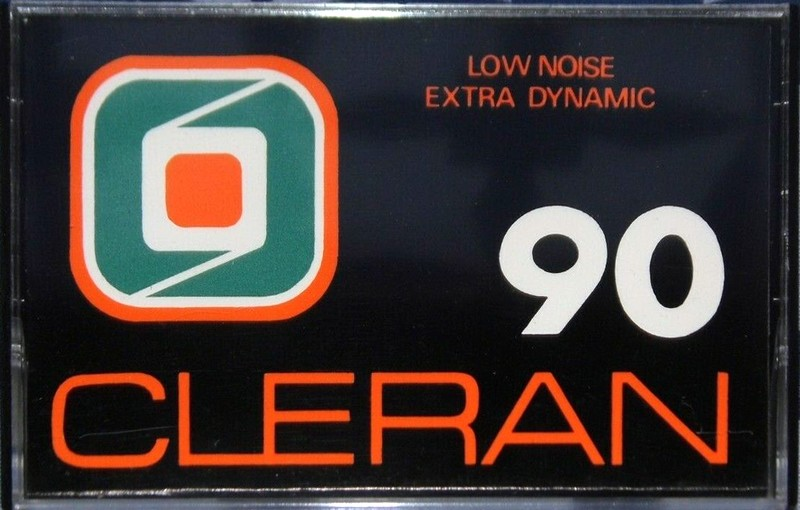 LOW NOISE
EXTRA DYNAMIC
90
CLERAN